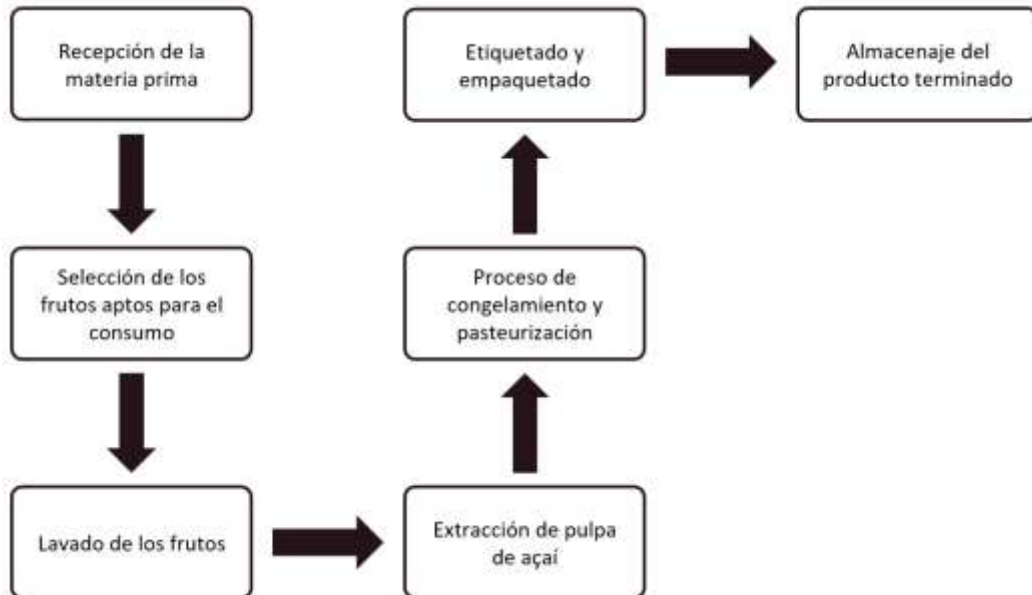 Recepción de la
materia prima
Selección de los
frutos aptos para el
consumo
Lavado de los frutos
Extracción de pulpa
de açaí
Proceso de
congelamiento y
pasteurización
Etiquetado y
empaquetado
Almacenaje del
producto terminado